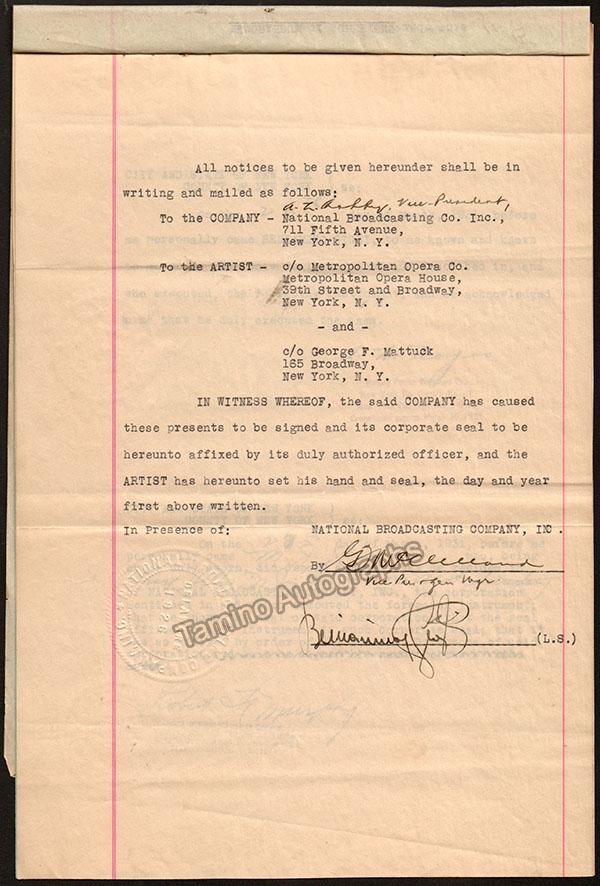 All notices to be given hereunder shall be in
writing and mailed as follows:
A. L. Ashby, Vice-President,
To the COMPANY - National Broadcasting Co. Inc.,
711 Fifth Avenue,
New York, N. Y.
To the ARTIST - c/o Metropolitan Opera Co.
Metropolitan Opera House,
39th Street and Broadway,
New York, N. Y.
- and -
c/o George F. Mattuck
165 Broadway,
New York, N. Y.
IN WITNESS WHEREOF, the said COMPANY has caused
these presents to be signed and its corporate seal to be
hereunto affixed by its duly authorized officer, and the
ARTIST has hereunto set his hand and seal, the day and year
first above written.
In Presence of: NATIONAL BROADCASTING COMPANY, INC.
By G McClelland
Beniamino Gigli (L.S.)
1926
Tamino Autographs